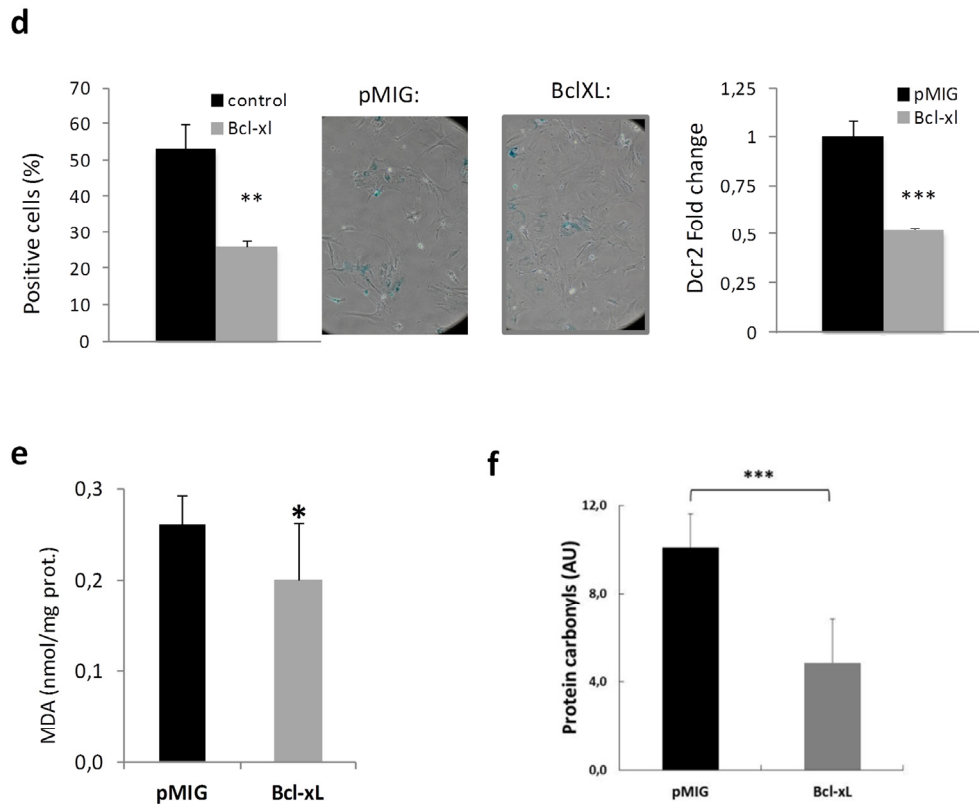 d
70
60
50
40
30
20
10
0
Positive cells (%)
control
Bcl-xl
**
pMIG:
BclXL:
1,25
1
0,75
0,5
0,25
0
Dcr2 Fold change
pMIG
Bcl-xl
***
e
0,3
0,2
0,1
0,0
MDA (nmol/mg prot.)
*
pMIG Bcl-xL
f
***
12,0
8,0
4,0
0,0
Protein carbonyls (AU)
pMIG Bcl-xL